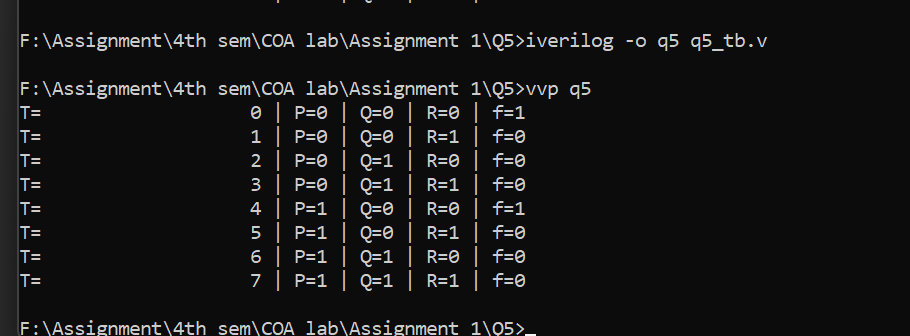 F:\Assignment\4th sem\COA lab\Assignment 1\Q5>iverilog -o q5 q5_tb.v
F:\Assignment\4th sem\COA lab\Assignment 1\Q5>vvp q5
T=                   0 | P=0 | Q=0 | R=0 | f=1
T=                   1 | P=0 | Q=0 | R=1 | f=0
T=                   2 | P=0 | Q=1 | R=0 | f=0
T=                   3 | P=0 | Q=1 | R=1 | f=0
T=                   4 | P=1 | Q=0 | R=0 | f=1
T=                   5 | P=1 | Q=0 | R=1 | f=0
T=                   6 | P=1 | Q=1 | R=0 | f=0
T=                   7 | P=1 | Q=1 | R=1 | f=0
F:\Assignment\4th sem\COA lab\Assignment 1\Q5>_